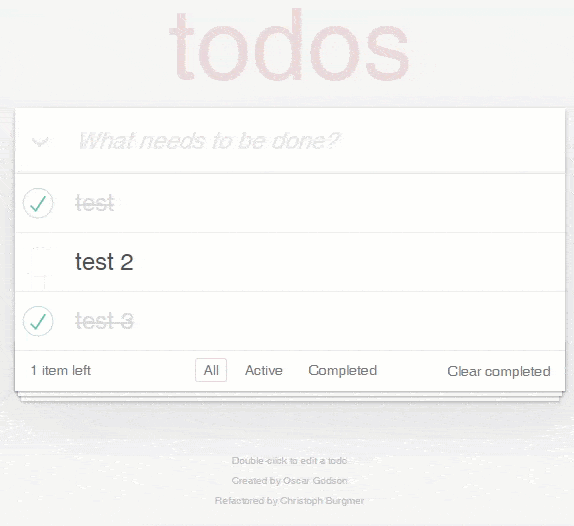 todos
What needs to be done?
test
test 2
test 3
1 item left All Active Completed Clear completed
Double-click to edit a todo
Created by Oscar Godson
Refactored by Christoph Burgmer